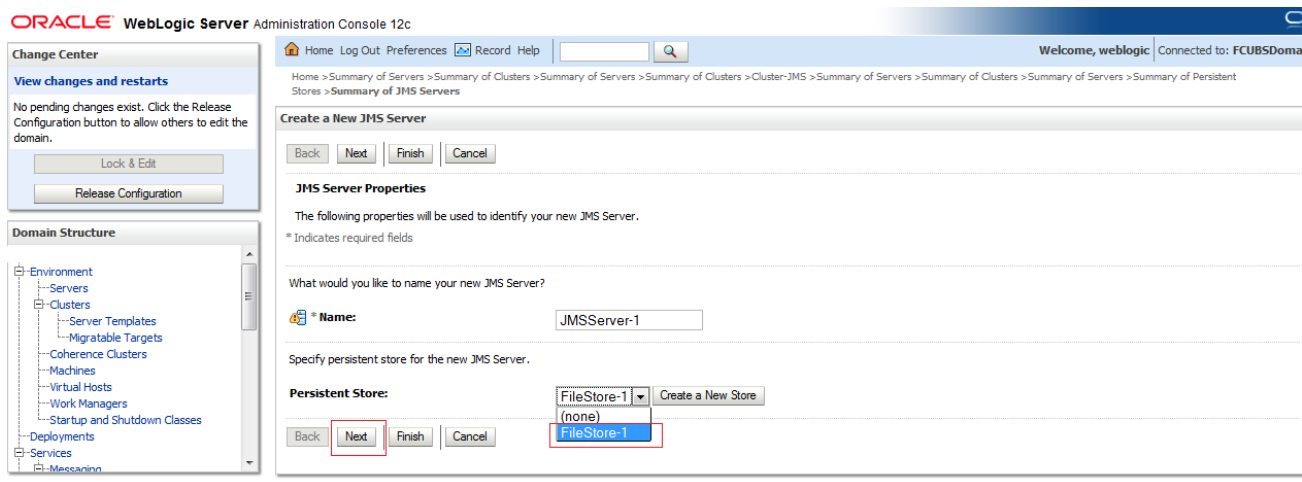 ORACLE WebLogic Server Administration Console 12c
Change Center
View changes and restarts
No pending changes exist. Click the Release
Configuration button to allow others to edit the
domain.
Lock & Edit
Release Configuration
Domain Structure
Environment
Servers
Clusters
Server Templates
Migratable Targets
Coherence Clusters
Machines
Virtual Hosts
Work Managers
Startup and Shutdown Classes
Deployments
Services
Messaging
Home Log Out Preferences Record Help
Welcome, weblogic Connected to: FCUBSDoma
Home >Summary of Servers >Summary of Clusters >Summary of Servers >Summary of Clusters >Cluster-JMS >Summary of Servers >Summary of Clusters >Summary of Servers >Summary of Persistent
Stores >Summary of JMS Servers
Create a New JMS Server
Back Next Finish Cancel
JMS Server Properties
The following properties will be used to identify your new JMS Server.
* Indicates required fields
What would you like to name your new JMS Server?
* Name: JMSServer-1
Specify persistent store for the new JMS Server.
Persistent Store: FileStore-1 Create a New Store
(none)
FileStore-1
Back Next Finish Cancel